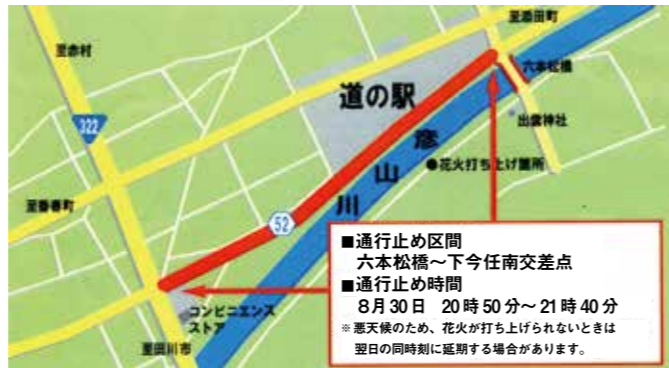 至添田町
至赤村
六本松橋
道の駅
322
出雲神社
彦山川
●花火打ち上げ箇所
至香春町
52
■通行止め区間
六本松橋～下今任南交差点
■通行止め時間
8月30日 20時50分～21時40分
※悪天候のため、花火が打ち上げられないときは
翌日の同時刻に延期する場合があります。
コンビニエンス
ストア
至田川市